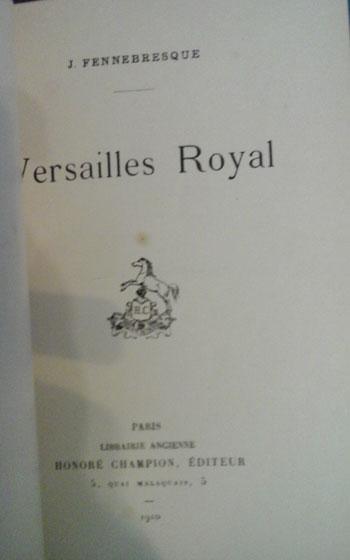 J. FENNEBRESQUE
Versailles Royal
H.C.
PARIS
LIBRAIRIE ANCIENNE
HONORÉ CHAMPION, ÉDITEUR
5, QUAI MALAQUAIS, 5
1910